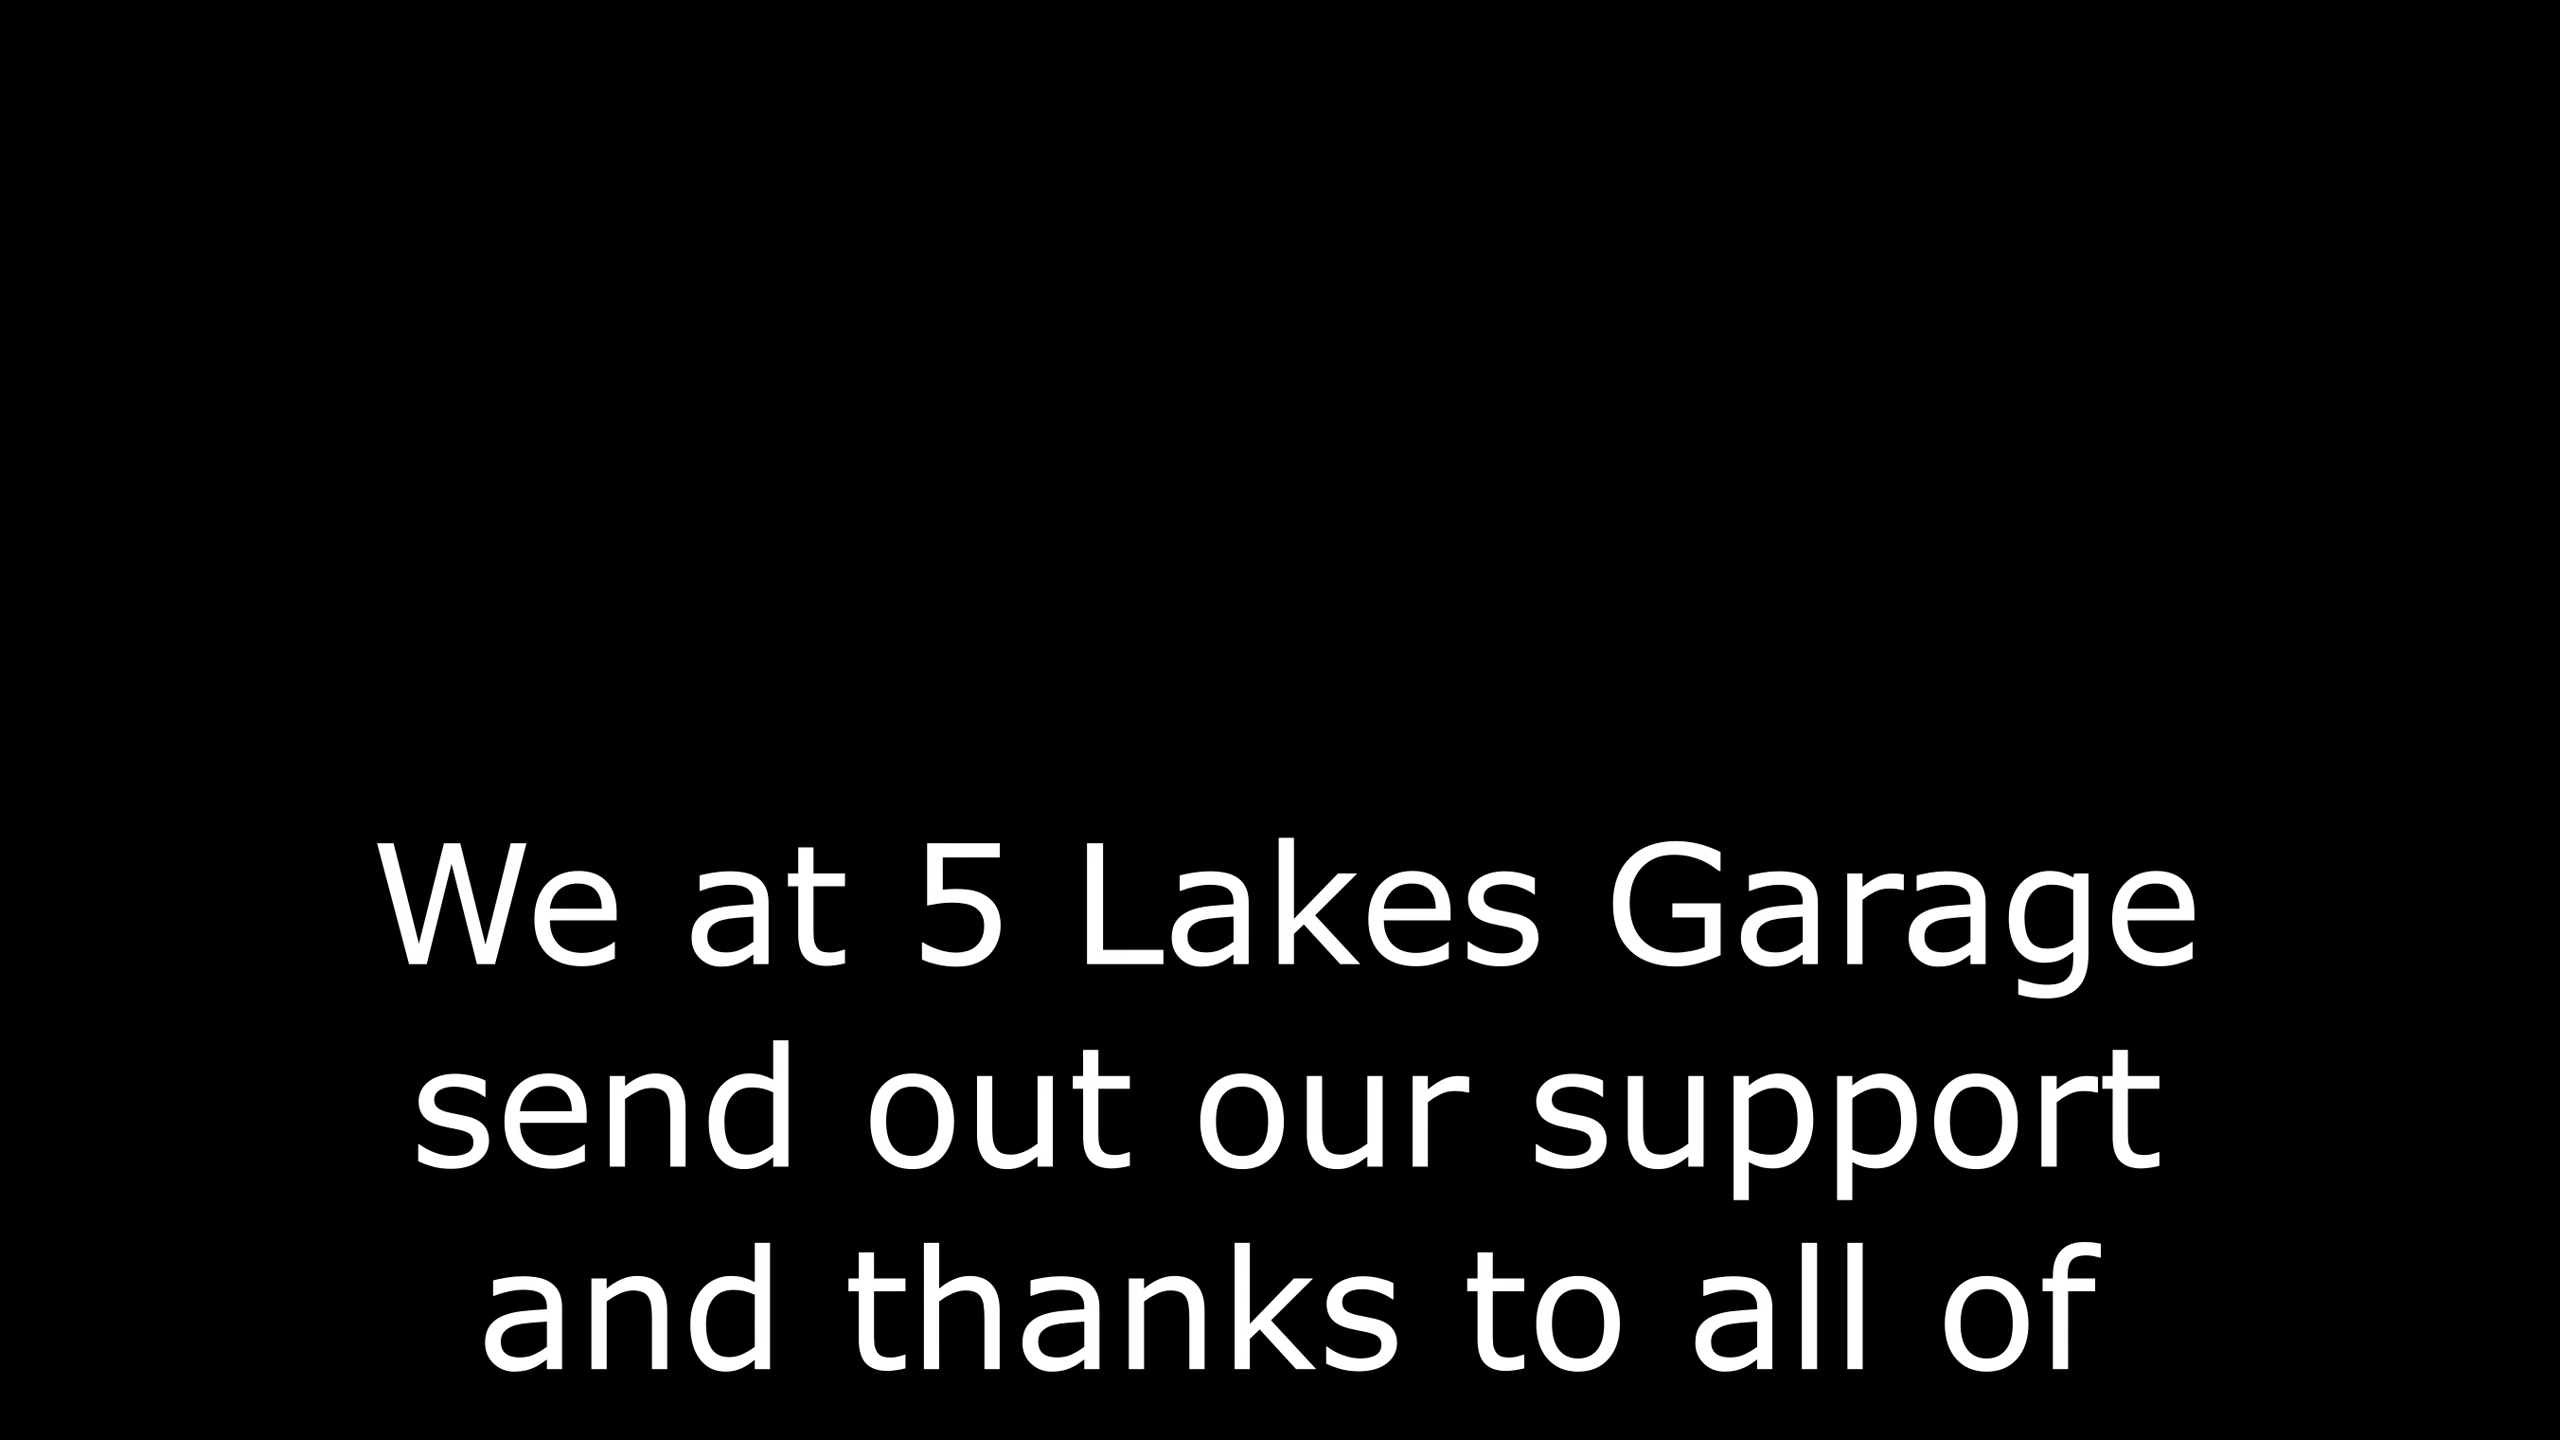 We at 5 Lakes Garage
send out our support
and thanks to all of